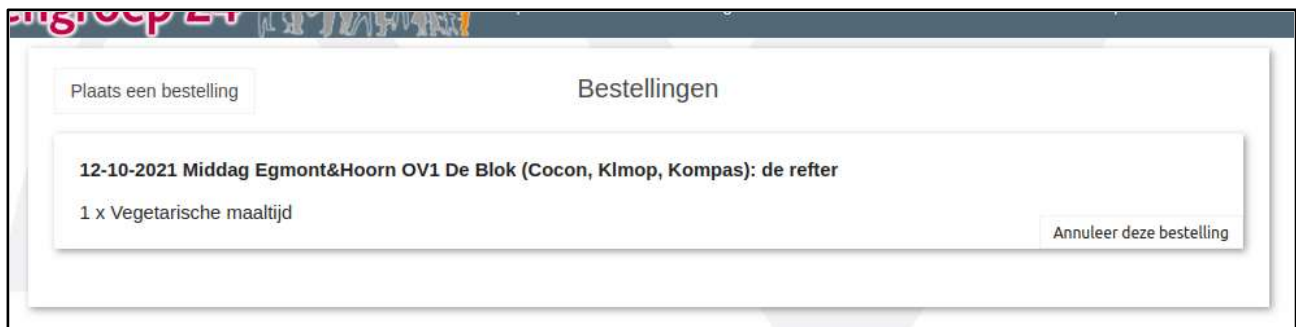 Plaats een bestelling
Bestellingen
12-10-2021 Middag Egmont&Hoorn OV1 De Blok (Cocon, Klmop, Kompas): de refter
1 x Vegetarische maaltijd
Annuleer deze bestelling